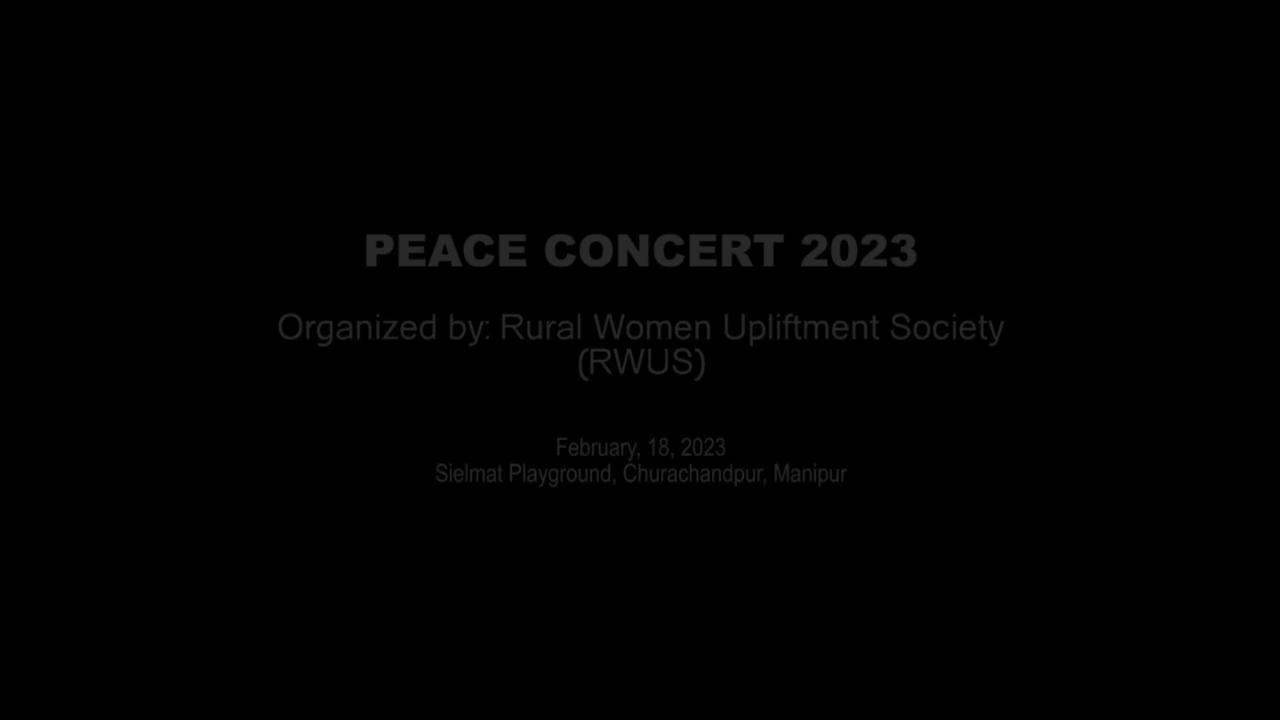 PEACE CONCERT 2023
Organized by: Rural Women Upliftment Society
(RWUS)
February, 18, 2023
Sielmat Playground, Churachandpur, Manipur